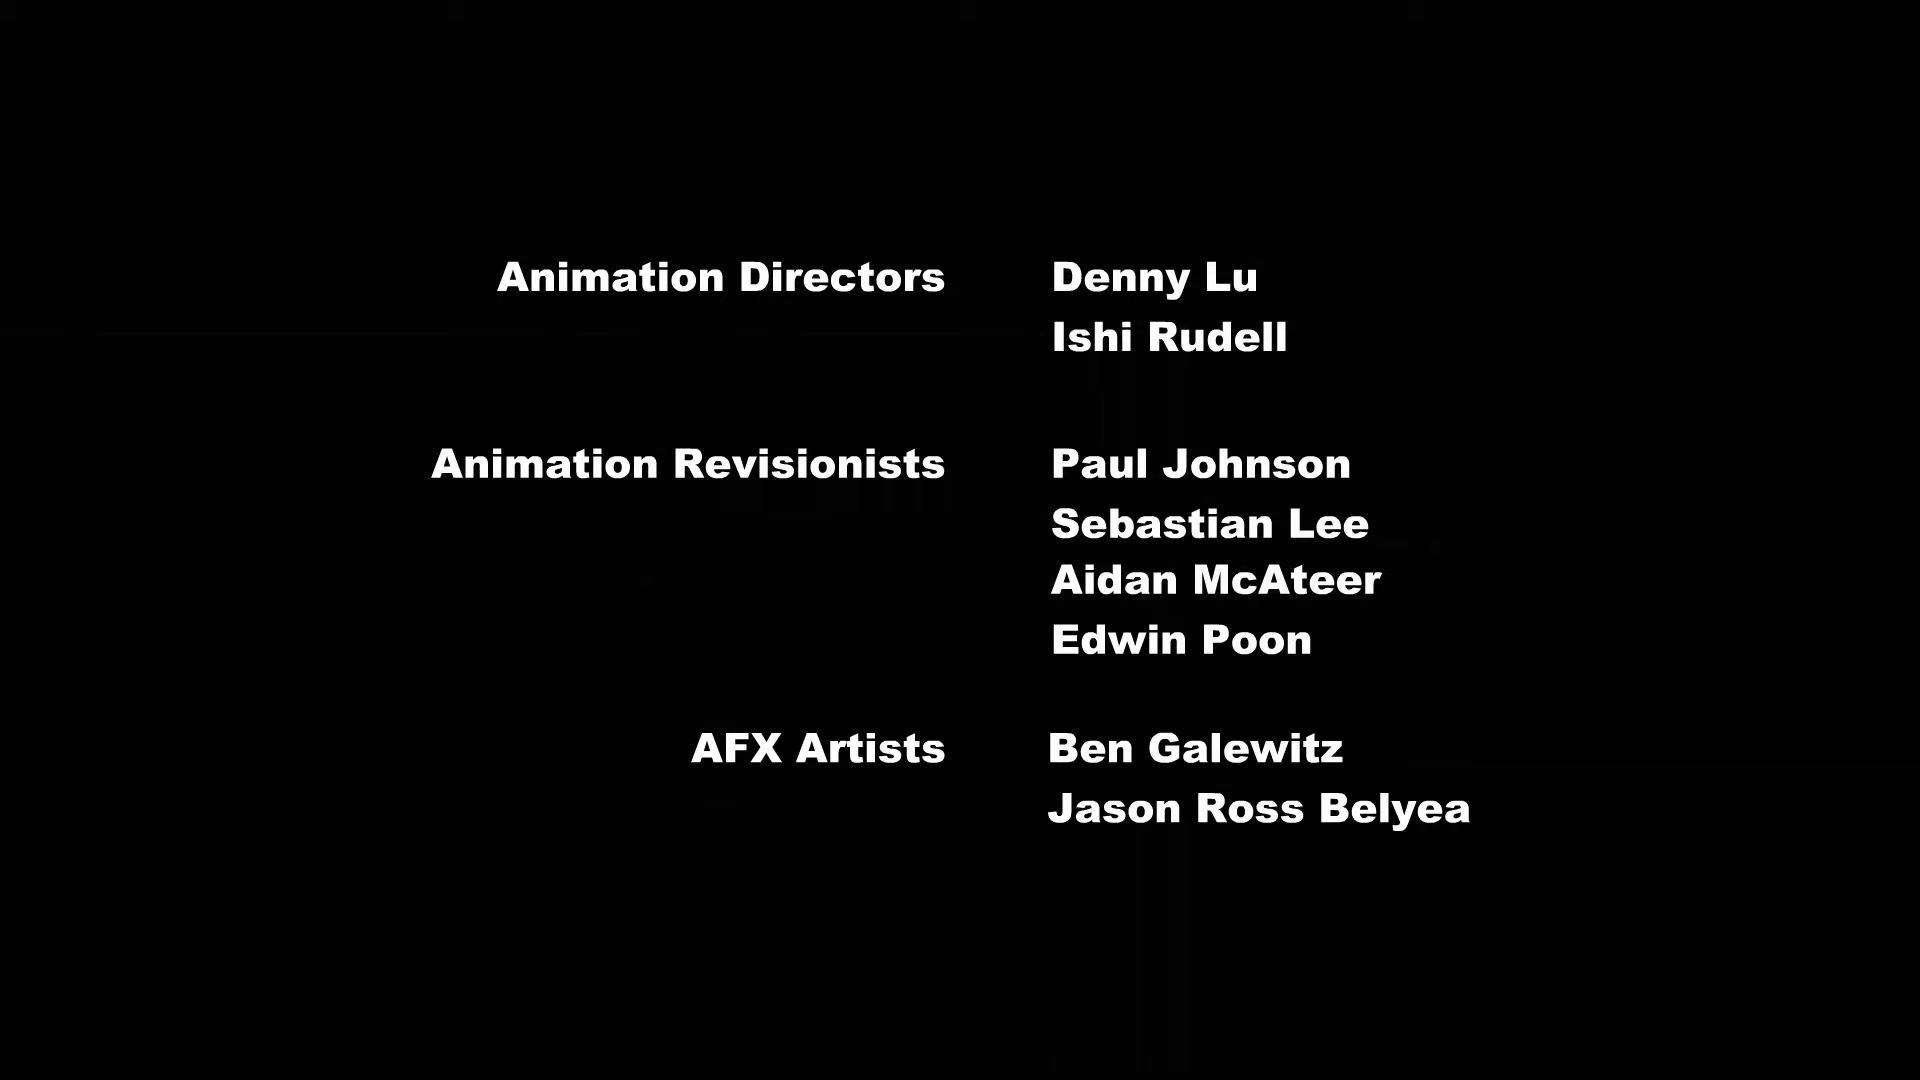 Animation Directors Denny Lu
Ishi Rudell
Animation Revisionists Paul Johnson
Sebastian Lee
Aidan McAteer
Edwin Poon
AFX Artists Ben Galewitz
Jason Ross Belyea